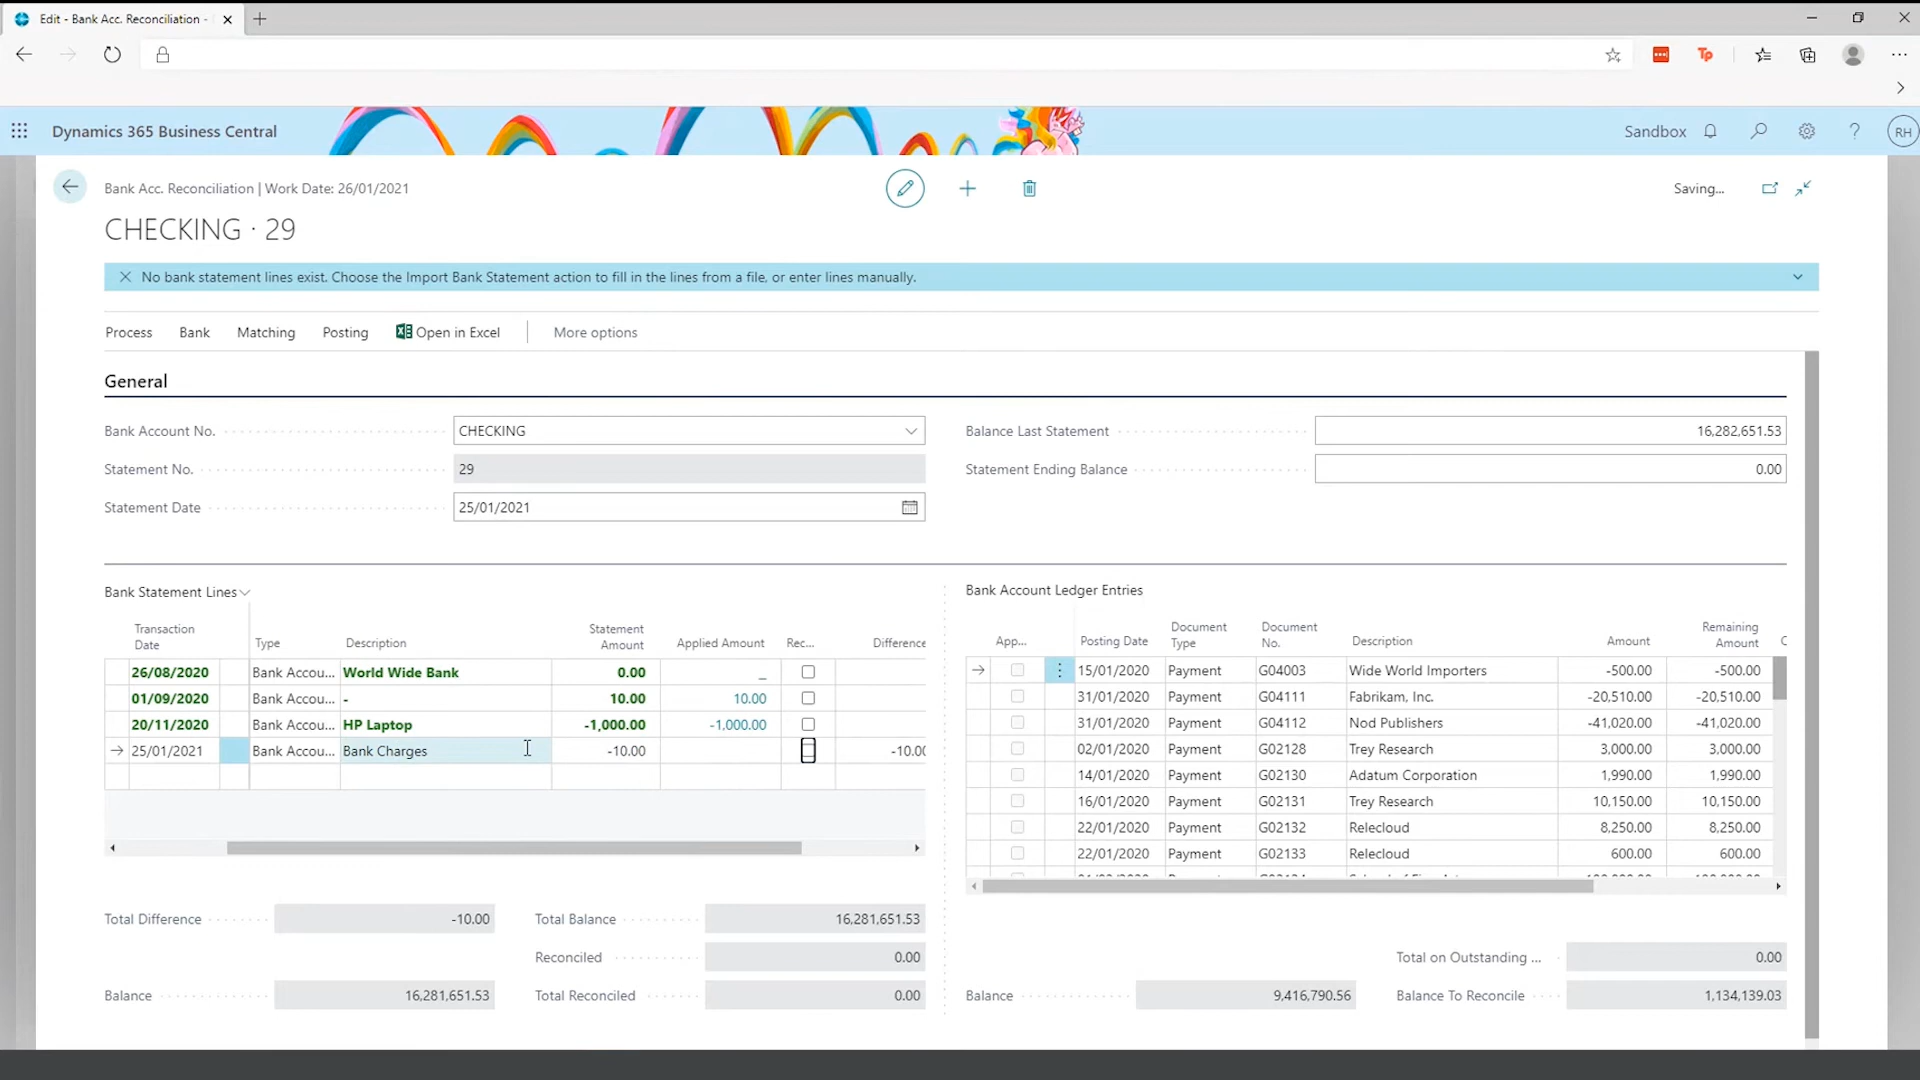 Edit - Bank Acc. Reconciliation -
Tp
Dynamics 365 Business Central
Sandbox
RH
Bank Acc. Reconciliation | Work Date: 26/01/2021
Saving...
CHECKING · 29
No bank statement lines exist. Choose the Import Bank Statement action to fill in the lines from a file, or enter lines manually.
Process Bank Matching Posting Open in Excel More options
General
Bank Account No. CHECKING Balance Last Statement 16,282,651.53
Statement No. 29 Statement Ending Balance 0.00
Statement Date 25/01/2021
Bank Statement Lines
Transaction Date Type Description Statement Amount Applied Amount Rec... Difference
26/08/2020 Bank Accou... World Wide Bank 0.00 _
01/09/2020 Bank Accou... - 10.00 10.00
20/11/2020 Bank Accou... HP Laptop -1,000.00 -1,000.00
25/01/2021 Bank Accou... Bank Charges -10.00 -10.00
Total Difference -10.00 Total Balance 16,281,651.53
Reconciled 0.00
Balance 16,281,651.53 Total Reconciled 0.00
Bank Account Ledger Entries
App... Posting Date Document Type Document No. Description Amount Remaining Amount
15/01/2020 Payment G04003 Wide World Importers -500.00 -500.00
31/01/2020 Payment G04111 Fabrikam, Inc. -20,510.00 -20,510.00
31/01/2020 Payment G04112 Nod Publishers -41,020.00 -41,020.00
02/01/2020 Payment G02128 Trey Research 3,000.00 3,000.00
14/01/2020 Payment G02130 Adatum Corporation 1,990.00 1,990.00
16/01/2020 Payment G02131 Trey Research 10,150.00 10,150.00
22/01/2020 Payment G02132 Relecloud 8,250.00 8,250.00
22/01/2020 Payment G02133 Relecloud 600.00 600.00
Total on Outstanding ... 0.00
Balance 9,416,790.56 Balance To Reconcile 1,134,139.03